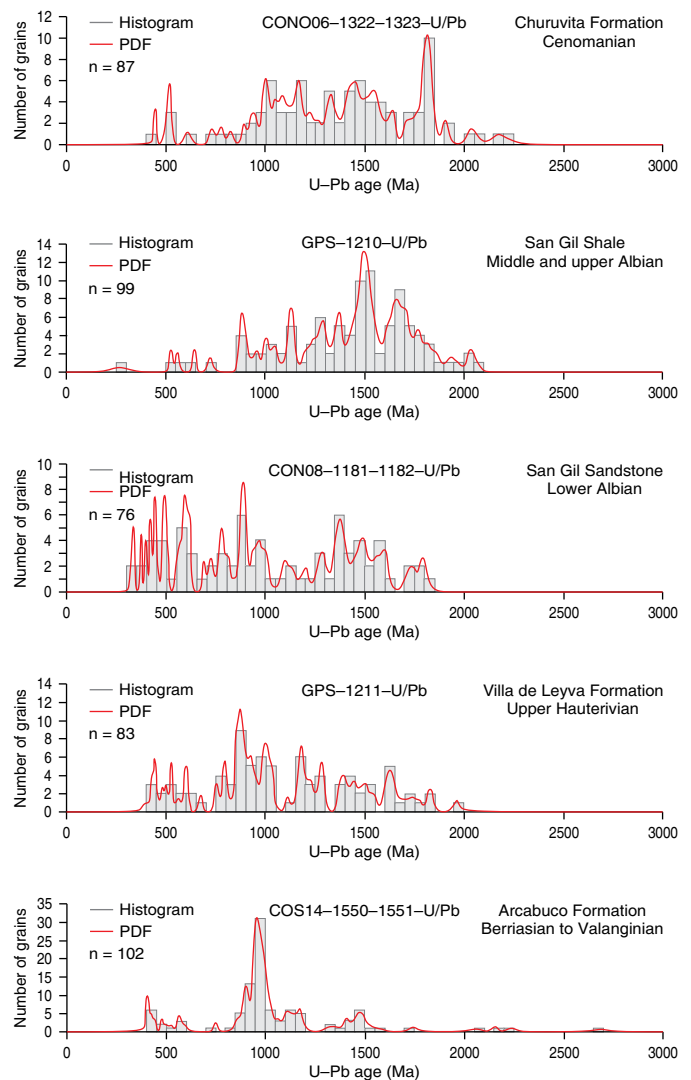 12
10
8
6
4
2
0
Number of grains
Histogram
PDF
n = 87
CONO06–1322–1323–U/Pb
Churuvita Formation
Cenomanian
0 500 1000 1500 2000 2500 3000
U–Pb age (Ma)
14
12
10
8
6
4
2
0
Number of grains
Histogram
PDF
n = 99
GPS–1210–U/Pb
San Gil Shale
Middle and upper Albian
0 500 1000 1500 2000 2500 3000
U–Pb age (Ma)
10
8
6
4
2
0
Number of grains
Histogram
PDF
n = 76
CON08–1181–1182–U/Pb
San Gil Sandstone
Lower Albian
0 500 1000 1500 2000 2500 3000
U–Pb age (Ma)
14
12
10
8
6
4
2
0
Number of grains
Histogram
PDF
n = 83
GPS–1211–U/Pb
Villa de Leyva Formation
Upper Hauterivian
0 500 1000 1500 2000 2500 3000
U–Pb age (Ma)
35
30
25
20
15
10
5
0
Number of grains
Histogram
PDF
n = 102
COS14–1550–1551–U/Pb
Arcabuco Formation
Berriasian to Valanginian
0 500 1000 1500 2000 2500 3000
U–Pb age (Ma)